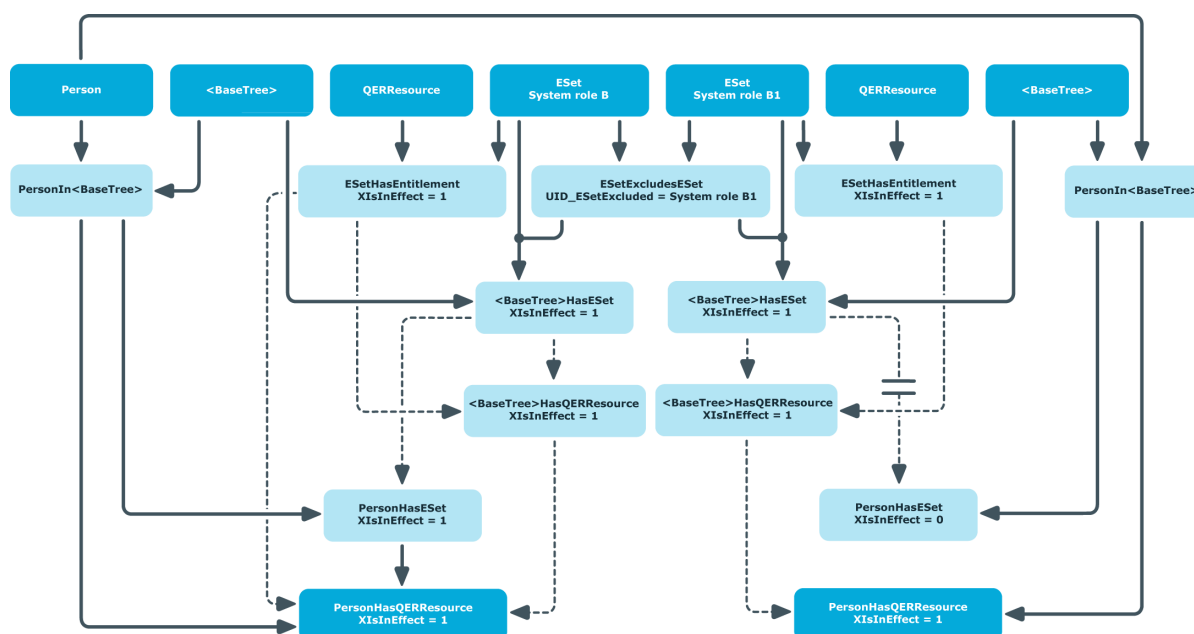 Person
<BaseTree>
QERResource
ESet
System role B
ESet
System role B1
QERResource
<BaseTree>
PersonIn<BaseTree>
ESetHasEntitlement
XIsInEffect = 1
ESetExcludesESet
UID_ESetExcluded = System role B1
ESetHasEntitlement
XIsInEffect = 1
PersonIn<BaseTree>
<BaseTree>HasESet
XIsInEffect = 1
<BaseTree>HasESet
XIsInEffect = 1
<BaseTree>HasQERResource
XIsInEffect = 1
<BaseTree>HasQERResource
XIsInEffect = 1
PersonHasESet
XIsInEffect = 1
PersonHasESet
XIsInEffect = 0
PersonHasQERResource
XIsInEffect = 1
PersonHasQERResource
XIsInEffect = 1